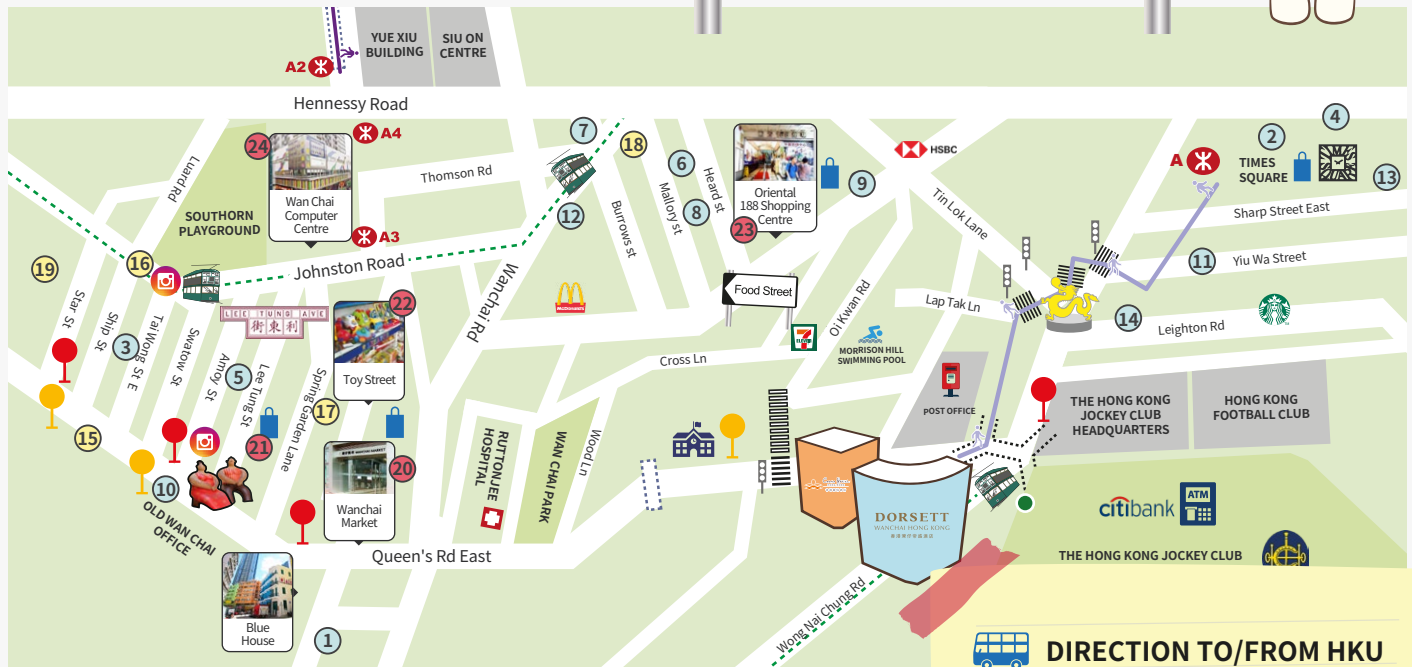 YUE XIU
BUILDING
SIU ON
CENTRE
A2
Hennessy Road
24
A4
7
18
2
4
Luard Rd
Thomson Rd
6
Heard st
HSBC
A
TIMES
SQUARE
13
Wan Chai
Computer
Centre
Oriental
188 Shopping
Centre
9
SOUTHORN
PLAYGROUND
12
Burrows st
Mallory st
8
23
Tin Lok Lane
Sharp Street East
A3
19
16
Johnston Road
Wanchai Rd
11
Yiu Wa Street
Star St
Ship St
3
Tai Wong St E
Swatow St
Amoy St
LEE TUNG AVE
街東利
22
McDonald's
Food Street
Oi Kwan Rd
Lap Tak Ln
14
Leighton Rd
7
ELEVEN
MORRISON HILL
SWIMMING POOL
Cross Ln
5
Lee Tung St
Spring Garden Lane
Toy Street
17
POST OFFICE
THE HONG KONG
JOCKEY CLUB
HEADQUARTERS
HONG KONG
FOOTBALL CLUB
15
21
RUTTONJEE
HOSPITAL
WAN CHAI PARK
Wood Ln
20
10
OLD WAN CHAI
OFFICE
Wanchai
Market
DORSETT
WANCHAI HONG KONG
citibank
ATM
Queen's Rd East
THE HONG KONG JOCKEY CLUB
Blue
House
1
Wong Nai Chung Rd
DIRECTION TO/FROM HKU